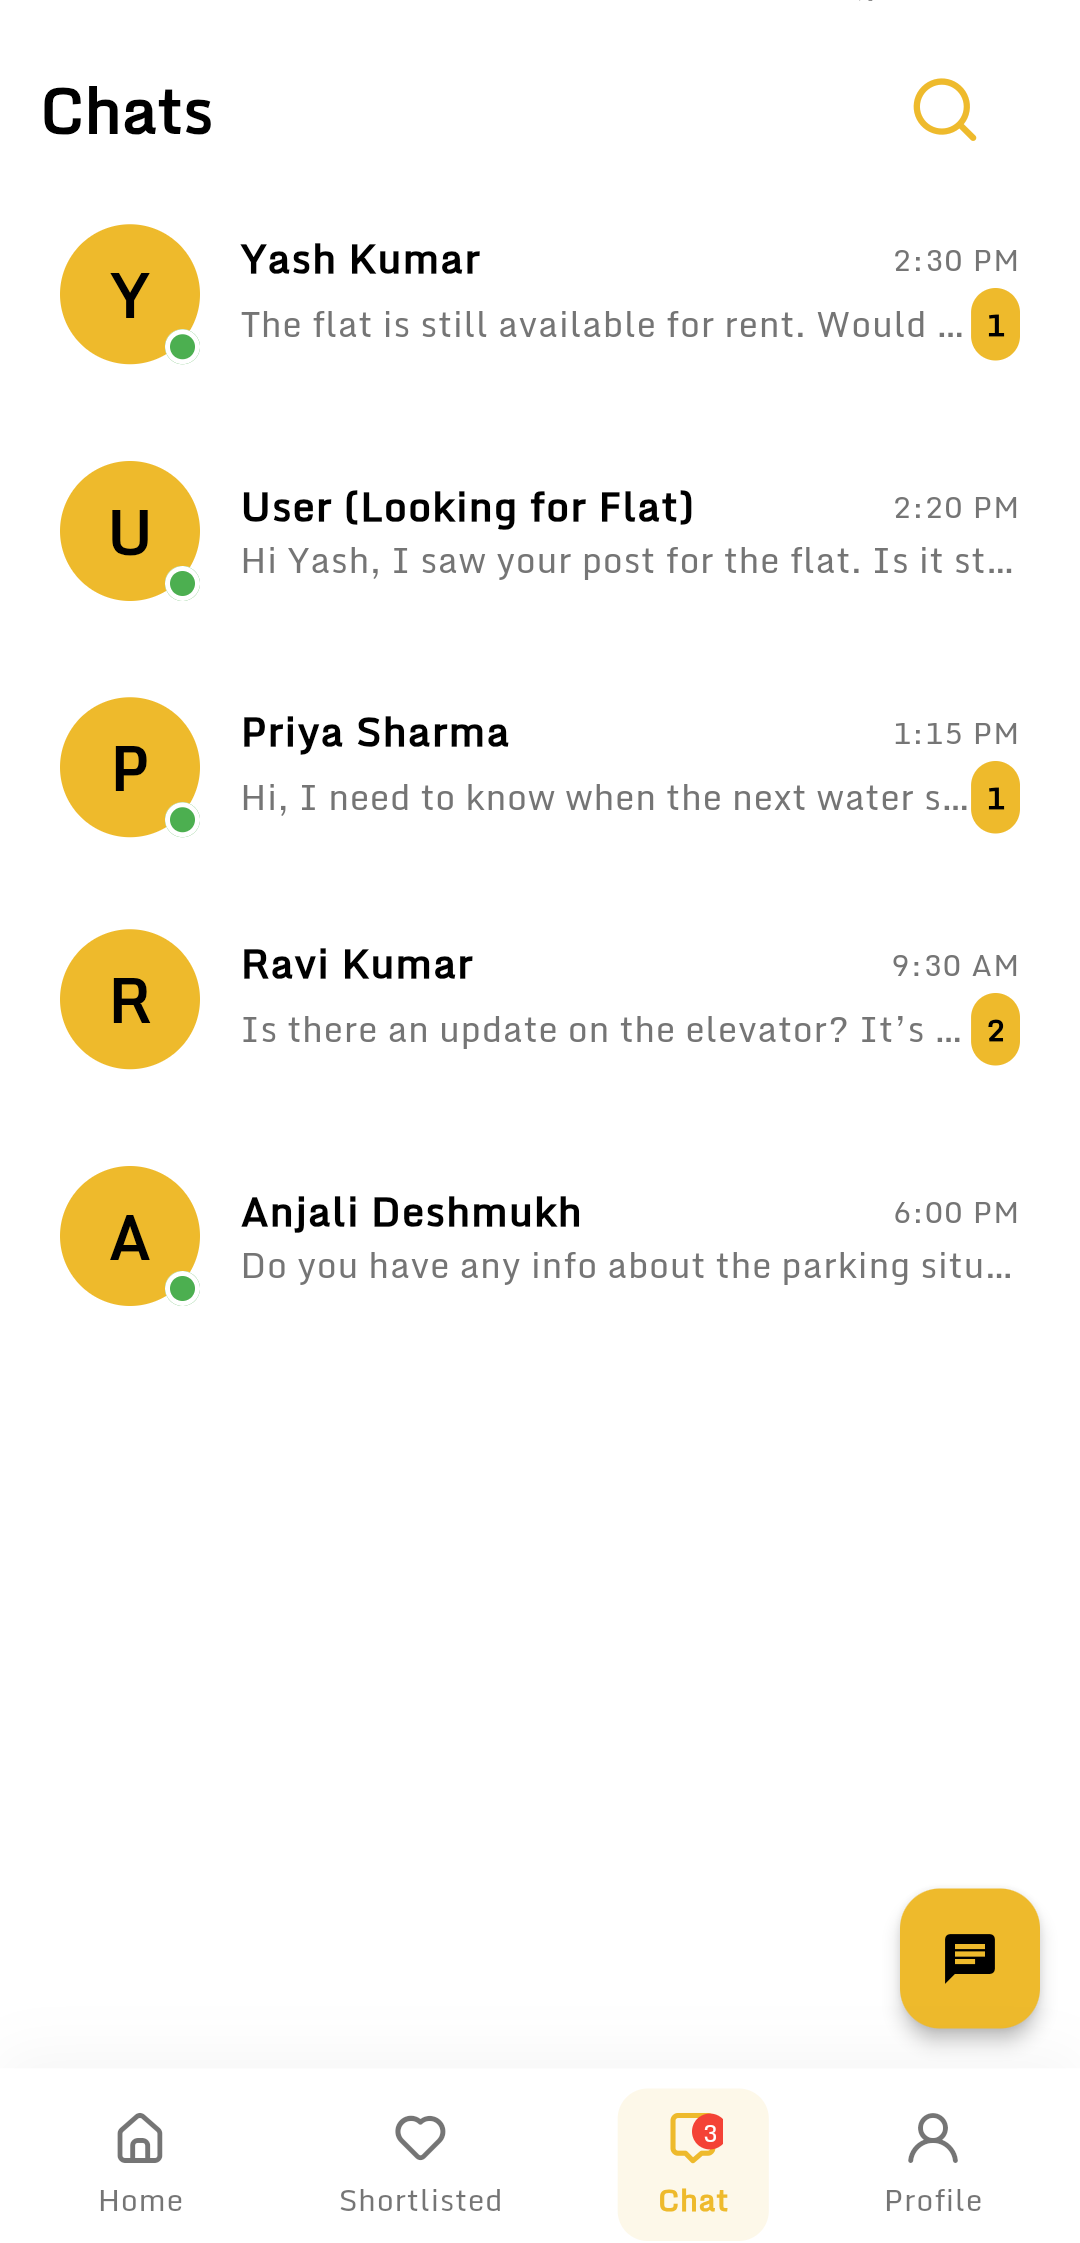 Chats
Y
Yash Kumar
2:30 PM
The flat is still available for rent. Would ...
1
U
User (Looking for Flat)
2:20 PM
Hi Yash, I saw your post for the flat. Is it st...
P
Priya Sharma
1:15 PM
Hi, I need to know when the next water s...
1
R
Ravi Kumar
9:30 AM
Is there an update on the elevator? It’s ...
2
A
Anjali Deshmukh
6:00 PM
Do you have any info about the parking situ...
3
Home
Shortlisted
Chat
Profile